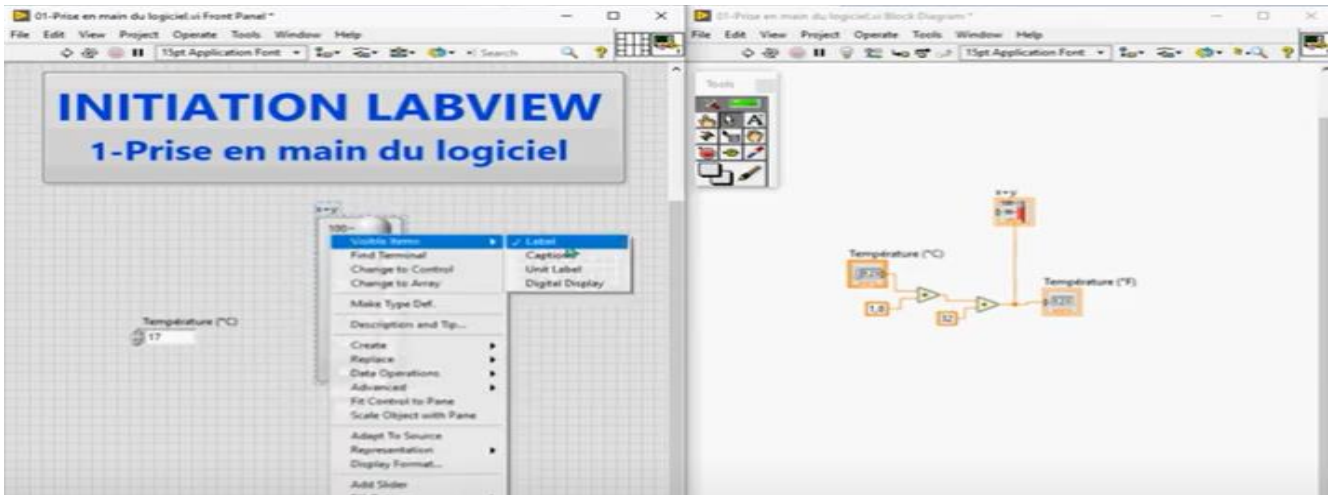 01-Prise en main du logiciel.vi Front Panel *
File Edit View Project Operate Tools Window Help
15pt Application Font
Search
INITIATION LABVIEW
1-Prise en main du logiciel
x+y
100
Visible Items
Find Terminal
Change to Control
Change to Array
Make Type Def.
Description and Tip...
Create
Replace
Data Operations
Advanced
Fit Control to Pane
Scale Object with Pane
Adapt To Source
Representation
Display Format...
Add Slider
Label
Caption
Unit Label
Digital Display
Température (°C)
17
01-Prise en main du logiciel.vi Block Diagram *
File Edit View Project Operate Tools Window Help
15pt Application Font
Tools
A
x+y
Température (°C)
1,8
32
Température (°F)